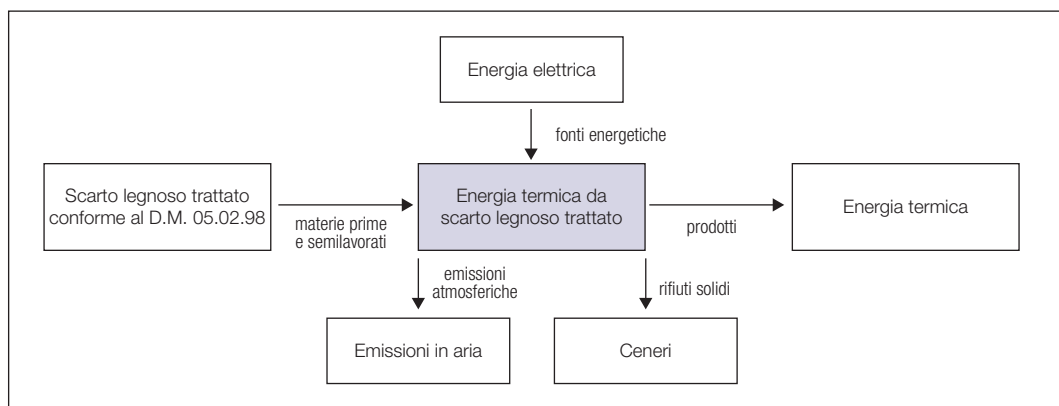 Energia elettrica
fonti energetiche
Scarto legnoso trattato
conforme al D.M. 05.02.98
materie prime
e semilavorati
Energia termica da
scarto legnoso trattato
prodotti
Energia termica
emissioni
atmosferiche
rifiuti solidi
Emissioni in aria
Ceneri